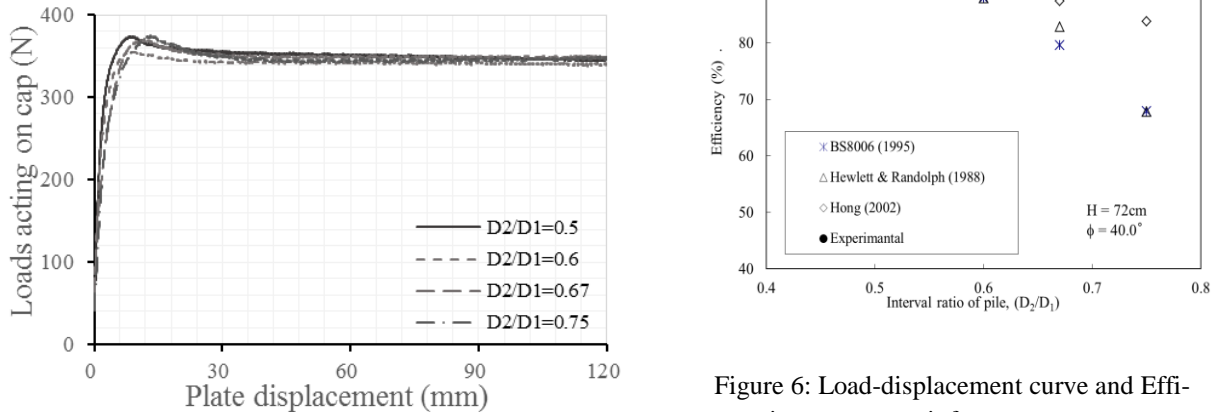 400
300
200
100
0
Loads acting on cap (N)
D2/D1=0.5
D2/D1=0.6
D2/D1=0.67
D2/D1=0.75
0 30 60 90 120
Plate displacement (mm)
80
70
60
50
40
Efficiency (%)
BS8006 (1995)
Hewlett & Randolph (1988)
Hong (2002)
Experimantal
H = 72cm
ϕ = 40.0˚
0.4 0.5 0.6 0.7 0.8
Interval ratio of pile, (D2/D1)
Figure 6: Load-displacement curve and Effi-